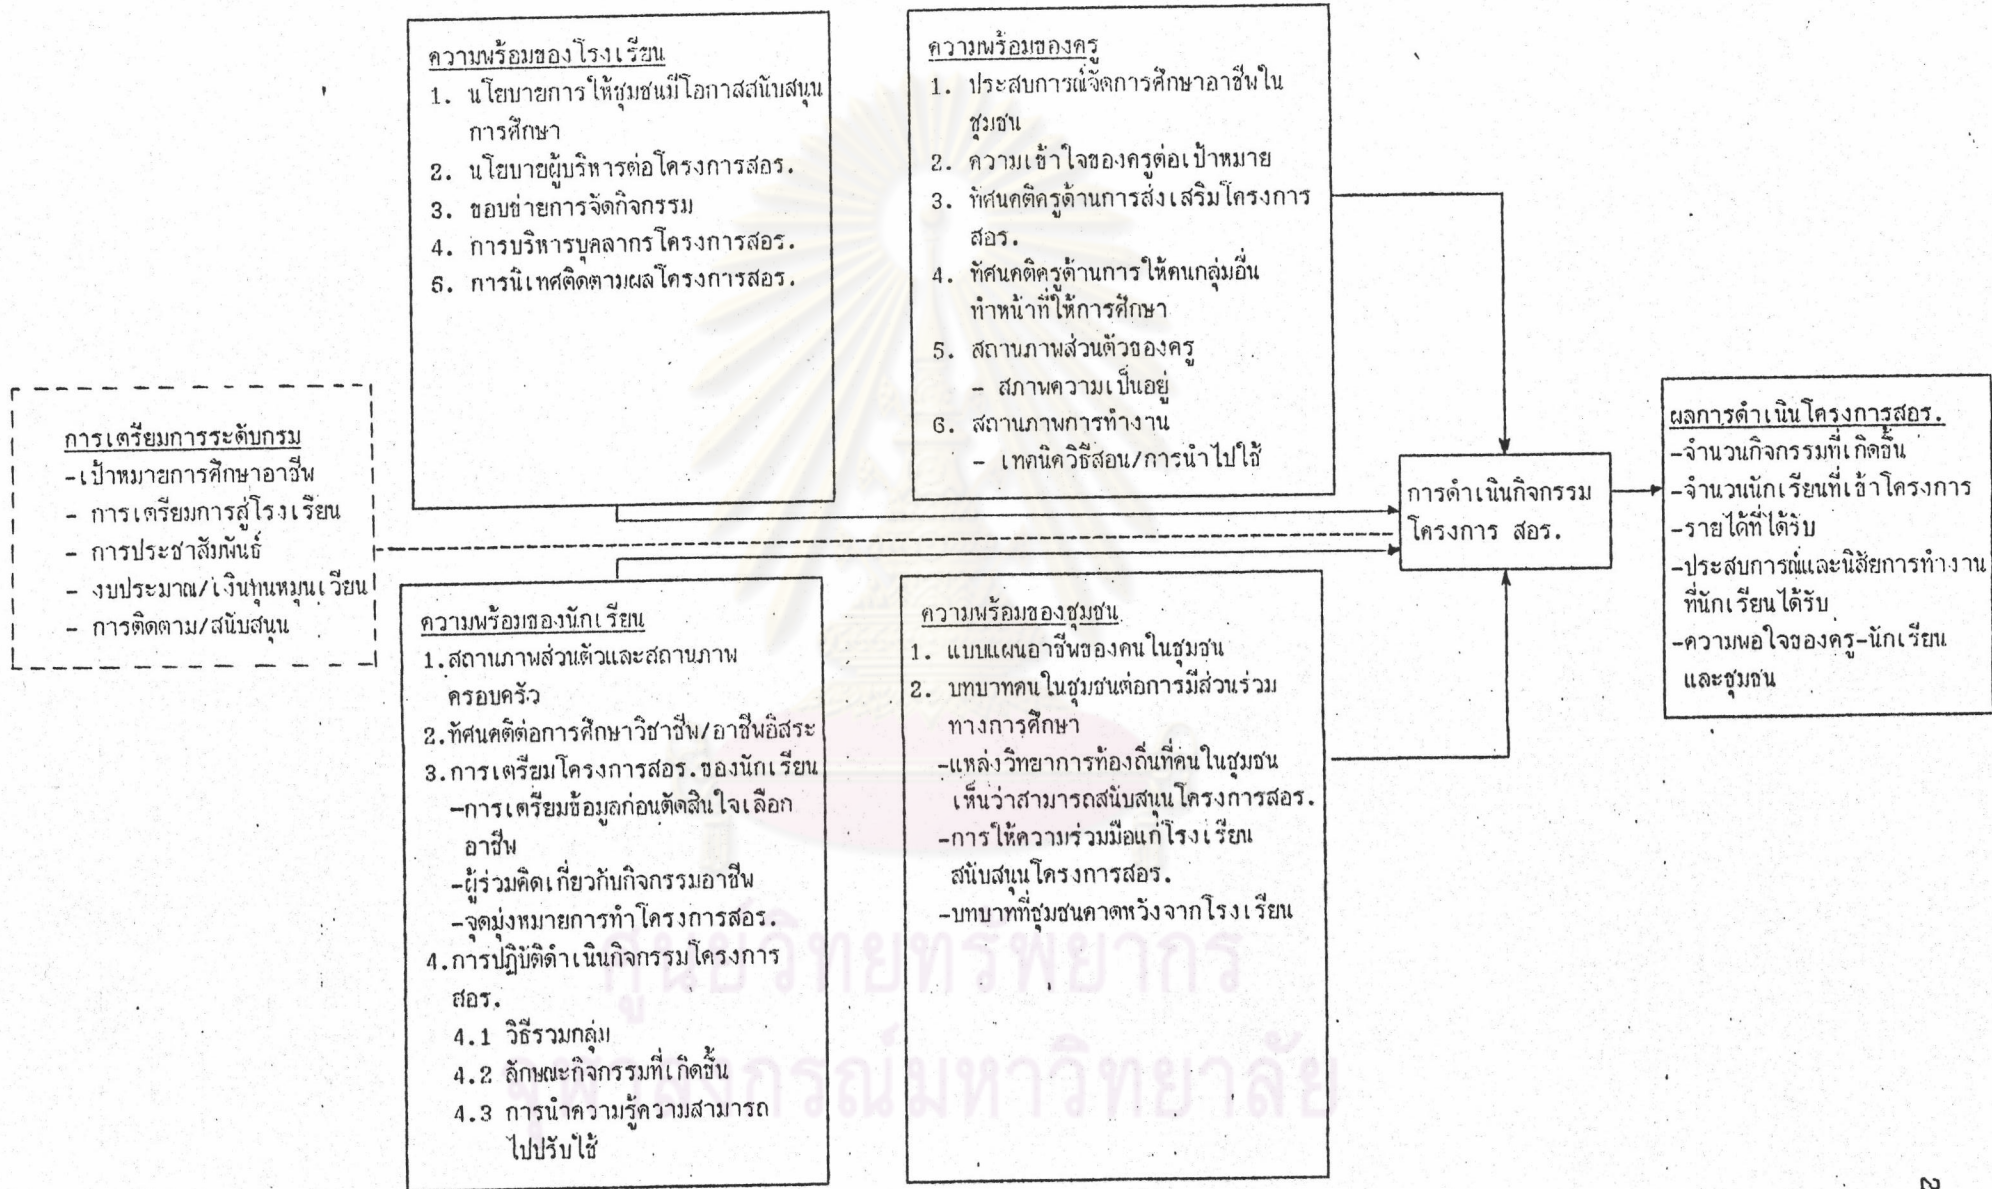 ความพร้อมของโรงเรียน
1. นโยบายการให้ชุมชนมีโอกาสสนับสนุน
การศึกษา
2. นโยบายผู้บริหารต่อโครงการสอร.
3. ขอบข่ายการจัดกิจกรรม
4. การบริหารบุคลากรโครงการสอร.
5. การนิเทศติดตามผลโครงการสอร.
ความพร้อมของครู
1. ประสบการณ์จัดการศึกษาอาชีพใน
ชุมชน
2. ความเข้าใจของครูต่อเป้าหมาย
3. ทัศนคติครูด้านการส่งเสริมโครงการ
สอร.
4. ทัศนคติครูด้านการให้คนกลุ่มอื่น
ทำหน้าที่ให้การศึกษา
5. สถานภาพส่วนตัวของครู
- สภาพความเป็นอยู่
6. สถานภาพการทำงาน
- เทคนิควิธีสอน/การนำไปใช้
การเตรียมการระดับกรม
-เป้าหมายการศึกษาอาชีพ
- การเตรียมการสู่โรงเรียน
- การประชาสัมพันธ์
- งบประมาณ/เงินทุนหมุนเวียน
- การติดตาม/สนับสนุน
ความพร้อมของนักเรียน
1.สถานภาพส่วนตัวและสถานภาพ
ครอบครัว
2.ทัศนคติต่อการศึกษาวิชาชีพ/อาชีพอิสระ
3.การเตรียมโครงการสอร.ของนักเรียน
-การเตรียมข้อมูลก่อนตัดสินใจเลือก
อาชีพ
-ผู้ร่วมคิดเกี่ยวกับกิจกรรมอาชีพ
-จุดมุ่งหมายการทำโครงการสอร.
4.การปฏิบัติดำเนินกิจกรรมโครงการ
สอร.
4.1 วิธีรวมกลุ่ม
4.2 ลักษณะกิจกรรมที่เกิดขึ้น
4.3 การนำความรู้ความสามารถ
ไปปรับใช้
ความพร้อมของชุมชน
1. แบบแผนอาชีพของคนในชุมชน
2. บทบาทคนในชุมชนต่อการมีส่วนร่วม
ทางการศึกษา
-แหล่งวิทยาการท้องถิ่นที่คนในชุมชน
เห็นว่าสามารถสนับสนุนโครงการสอร.
-การให้ความร่วมมือแก่โรงเรียน
สนับสนุนโครงการสอร.
-บทบาทที่ชุมชนคาดหวังจากโรงเรียน
การดำเนินกิจกรรม
โครงการ สอร.
ผลการดำเนินโครงการสอร.
-จำนวนกิจกรรมที่เกิดขึ้น
-จำนวนนักเรียนที่เข้าโครงการ
-รายได้ที่ได้รับ
-ประสบการณ์และนิสัยการทำงาน
ที่นักเรียนได้รับ
-ความพอใจของครู-นักเรียน
และชุมชน
ศูนย์วิทยทรัพยากร
จุฬาลงกรณ์มหาวิทยาลัย
2